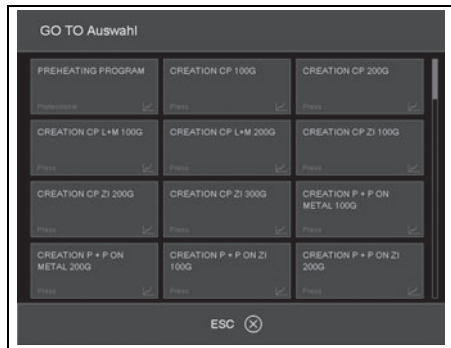 GO TO Auswahl
PREHEATING PROGRAM
CREATION CP 100G
CREATION CP 200G
Professional
Press
Press
CREATION CP L+M 100G
CREATION CP L+M 200G
CREATION CP ZI 100G
Press
Press
Press
CREATION CP ZI 200G
CREATION CP ZI 300G
CREATION P + P ON
METAL 100G
Press
Press
Press
CREATION P + P ON
METAL 200G
CREATION P + P ON ZI
100G
CREATION P + P ON ZI
200G
Press
Press
Press
ESC